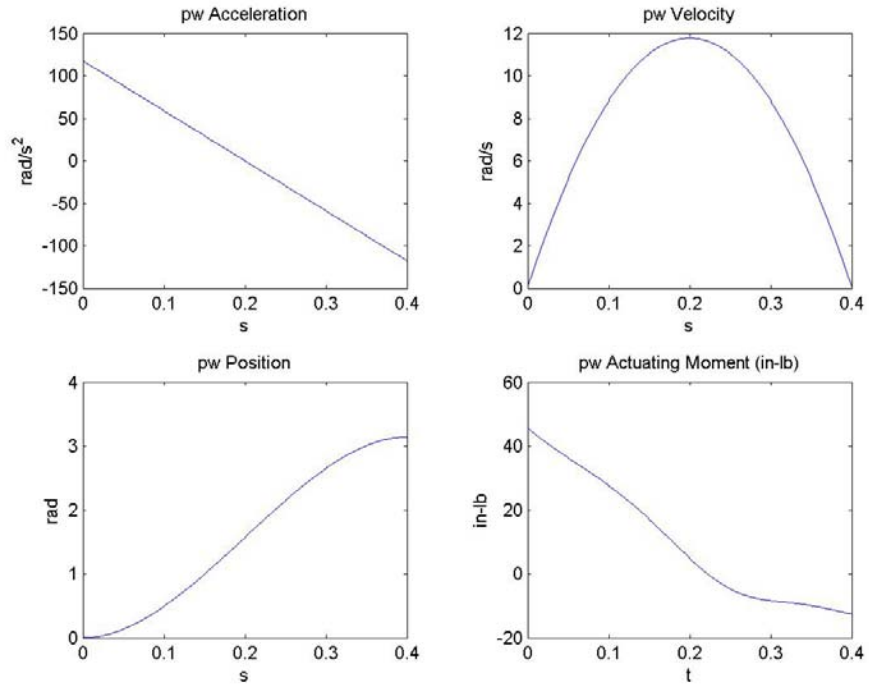 pw Acceleration
150
100
50
0
-50
-100
-150
rad/s²
0 0.1 0.2 0.3 0.4
s
pw Velocity
12
10
8
6
4
2
0
rad/s
0 0.1 0.2 0.3 0.4
s
pw Position
4
3
2
1
0
rad
0 0.1 0.2 0.3 0.4
s
pw Actuating Moment (in-lb)
60
40
20
0
-20
in-lb
0 0.1 0.2 0.3 0.4
t